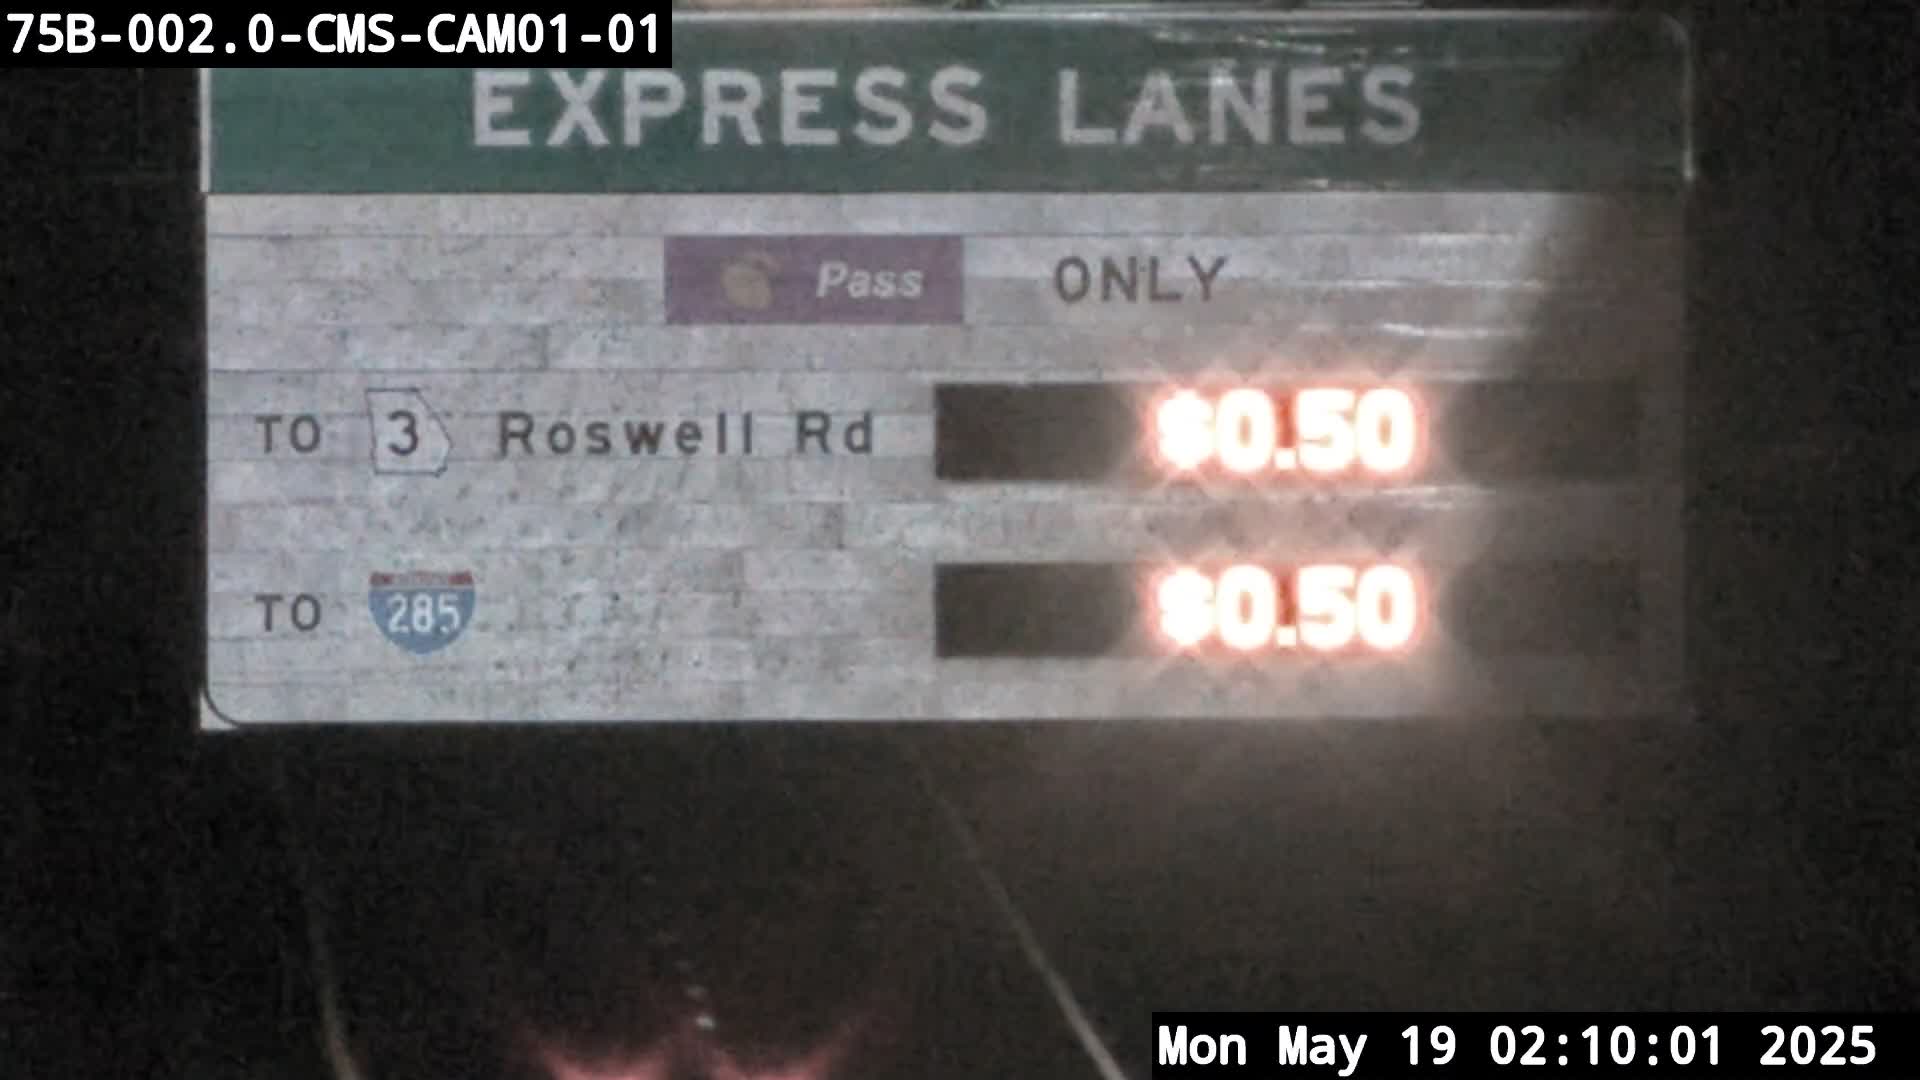 75B-002.0-CMS-CAM01-01
EXPRESS LANES
Pass ONLY
TO 3 Roswell Rd $0.50
TO 285 $0.50
Mon May 19 02:10:01 2025